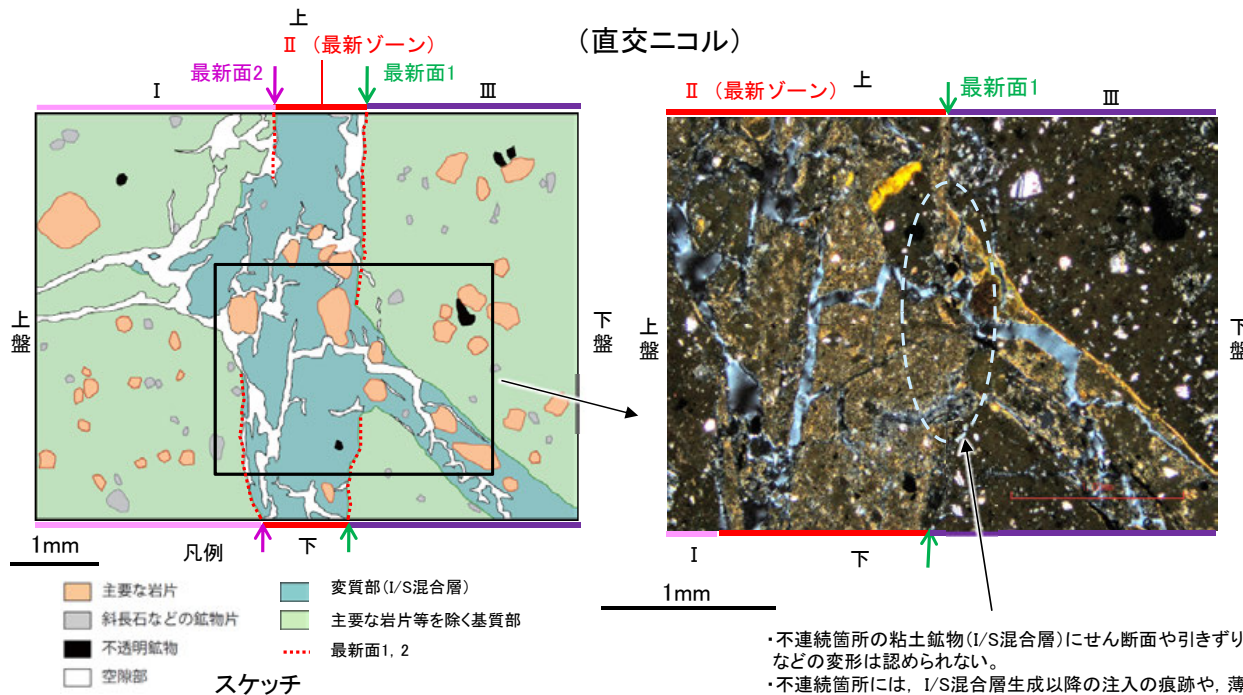 (直交ニコル)
上
Ⅱ (最新ゾーン)
最新面2
最新面1
Ⅰ
Ⅲ
上盤
下盤
1mm
凡例
下
主要な岩片
斜長石などの鉱物片
不透明鉱物
空隙部
変質部(I/S混合層)
主要な岩片等を除く基質部
最新面1, 2
スケッチ
Ⅱ (最新ゾーン)
上
最新面1
Ⅲ
上盤
下盤
Ⅰ
下
1mm
・不連続箇所の粘土鉱物(I/S混合層)にせん断面や引きずり
などの変形は認められない。
・不連続箇所には, I/S混合層生成以降の注入の痕跡や, 薄